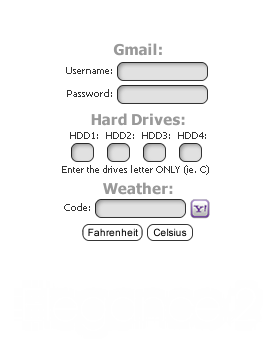 Gmail:
Username:
Password:
Hard Drives:
HDD1: HDD2: HDD3: HDD4:
Enter the drives letter ONLY (ie. C)
Weather:
Code: Y!
Fahrenheit Celsius